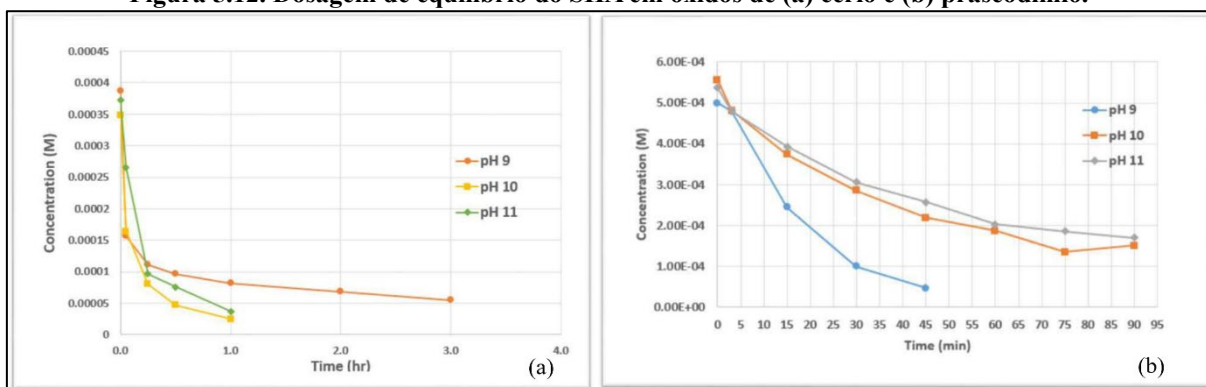 Figura 5.12: Dosagem de equilíbrio do SHA em óxidos de (a) cério e (b) praseodímio.
0.00045
0.0004
0.00035
0.0003
0.00025
0.0002
0.00015
0.0001
0.00005
0
Concentration (M)
0.0
1.0
2.0
3.0
4.0
Time (hr)
pH 9
pH 10
pH 11
(a)
6.00E-04
5.00E-04
4.00E-04
3.00E-04
2.00E-04
1.00E-04
0.00E+00
Concentration (M)
0 5 10 15 20 25 30 35 40 45 50 55 60 65 70 75 80 85 90 95
Time (min)
pH 9
pH 10
pH 11
(b)